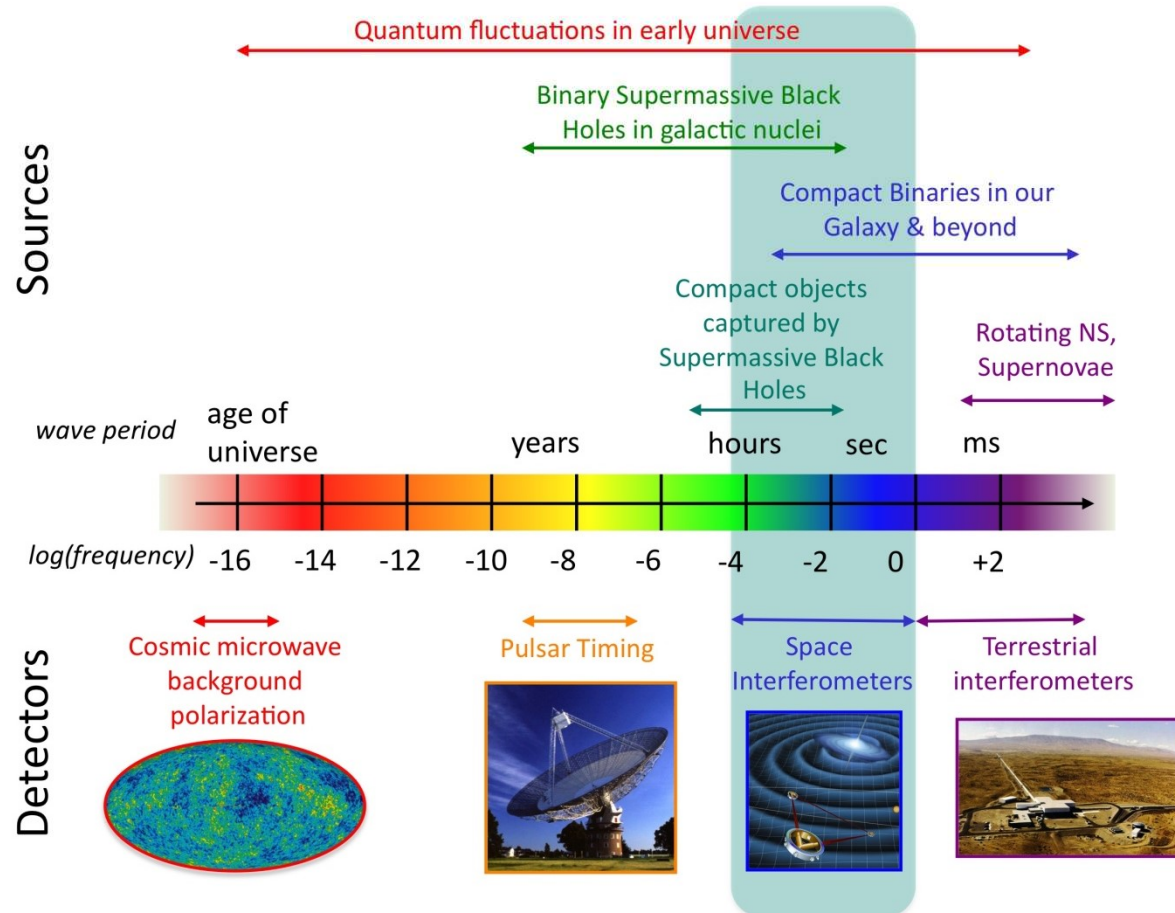 Sources
Quantum fluctuations in early universe
Binary Supermassive Black
Holes in galactic nuclei
Compact Binaries in our
Galaxy & beyond
Compact objects
captured by
Supermassive Black
Holes
Rotating NS,
Supernovae
wave period
age of
universe
years
hours
sec
ms
log(frequency)
-16
-14
-12
-10
-8
-6
-4
-2
0
+2
Detectors
Cosmic microwave
background
polarization
Pulsar Timing
Space
Interferometers
Terrestrial
interferometers